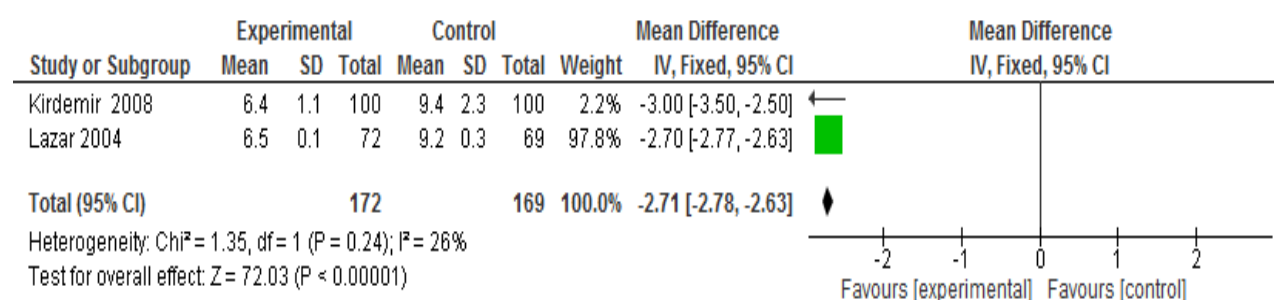 Experimental Control Mean Difference Mean Difference
Study or Subgroup Mean SD Total Mean SD Total Weight IV, Fixed, 95% CI IV, Fixed, 95% CI
Kirdemir 2008 6.4 1.1 100 9.4 2.3 100 2.2% -3.00 [-3.50, -2.50]
Lazar 2004 6.5 0.1 72 9.2 0.3 69 97.8% -2.70 [-2.77, -2.63]
Total (95% CI) 172 169 100.0% -2.71 [-2.78, -2.63]
Heterogeneity: Chi² = 1.35, df = 1 (P = 0.24); I² = 26%
Test for overall effect: Z = 72.03 (P < 0.00001)
-2 -1 0 1 2
Favours [experimental] Favours [control]